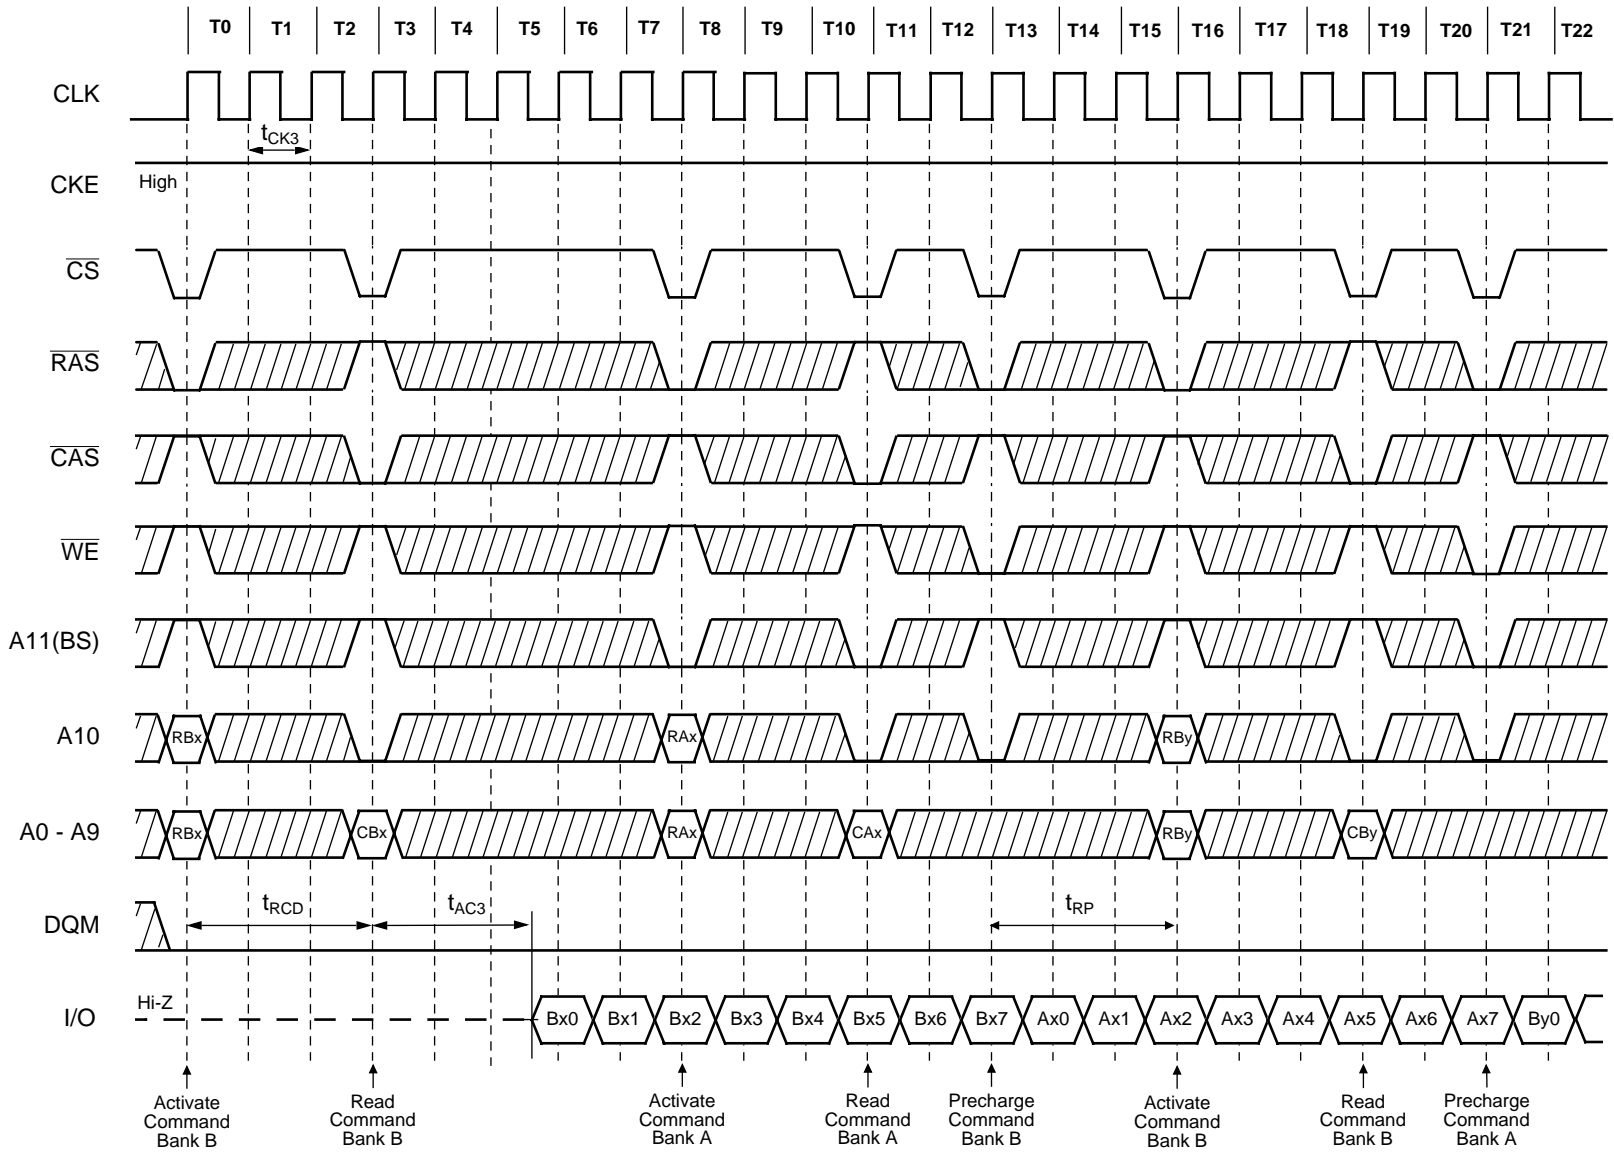 T0 T1 T2 T3 T4 T5 T6 T7 T8 T9 T10 T11 T12 T13 T14 T15 T16 T17 T18 T19 T20 T21 T22
CLK
tCK3
CKE High
CS
RAS
CAS
WE
A11(BS)
A10 RBx RAx RBy
A0 - A9 RBx CBx RAx CAx RBy CBy
tRCD tAC3 tRP
DQM
Hi-Z
I/O Bx0 Bx1 Bx2 Bx3 Bx4 Bx5 Bx6 Bx7 Ax0 Ax1 Ax2 Ax3 Ax4 Ax5 Ax6 Ax7 By0
Activate
Command
Bank B
Read
Command
Bank B
Activate
Command
Bank A
Read
Command
Bank A
Precharge
Command
Bank B
Activate
Command
Bank B
Read
Command
Bank B
Precharge
Command
Bank A